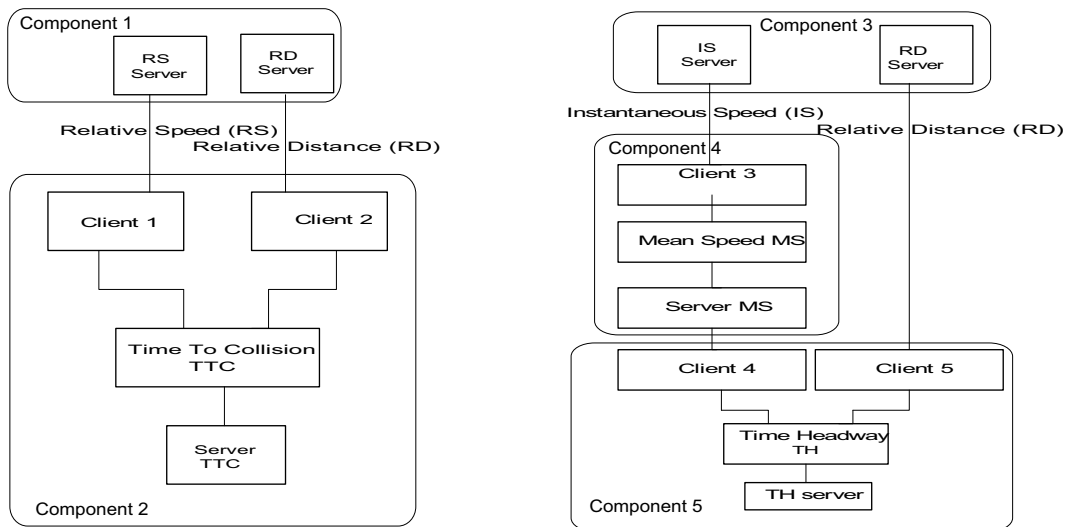 Component 1
RS
Server
RD
Server
Relative Speed (RS)
Relative Distance (RD)
Client 1
Client 2
Time To Collision
TTC
Server
TTC
Component 2
Component 3
IS
Server
RD
Server
Instantaneous Speed (IS)
Relative Distance (RD)
Component 4
Client 3
Mean Speed MS
Server MS
Client 4
Client 5
Time Headway
TH
TH server
Component 5